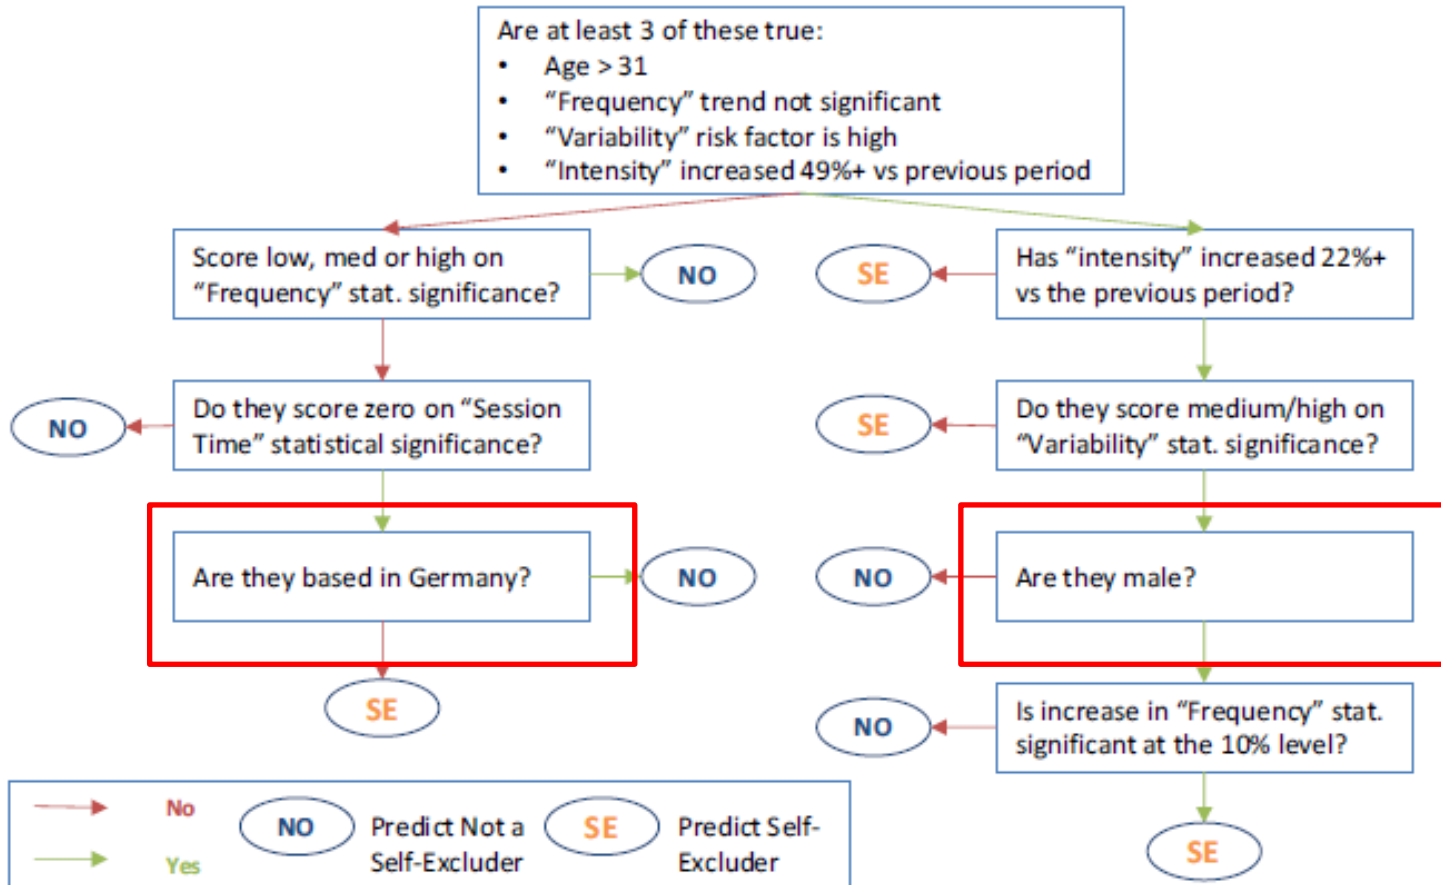 Are at least 3 of these true:
• Age > 31
• “Frequency” trend not significant
• “Variability” risk factor is high
• “Intensity” increased 49%+ vs previous period
Score low, med or high on
“Frequency” stat. significance?
NO
SE
Has “intensity” increased 22%+
vs the previous period?
NO
Do they score zero on “Session
Time” statistical significance?
SE
Do they score medium/high on
“Variability” stat. significance?
Are they based in Germany?
NO
NO
Are they male?
SE
NO
Is increase in “Frequency” stat.
significant at the 10% level?
No
Yes
NO
Predict Not a
Self-Excluder
SE
Predict Self-
Excluder
SE